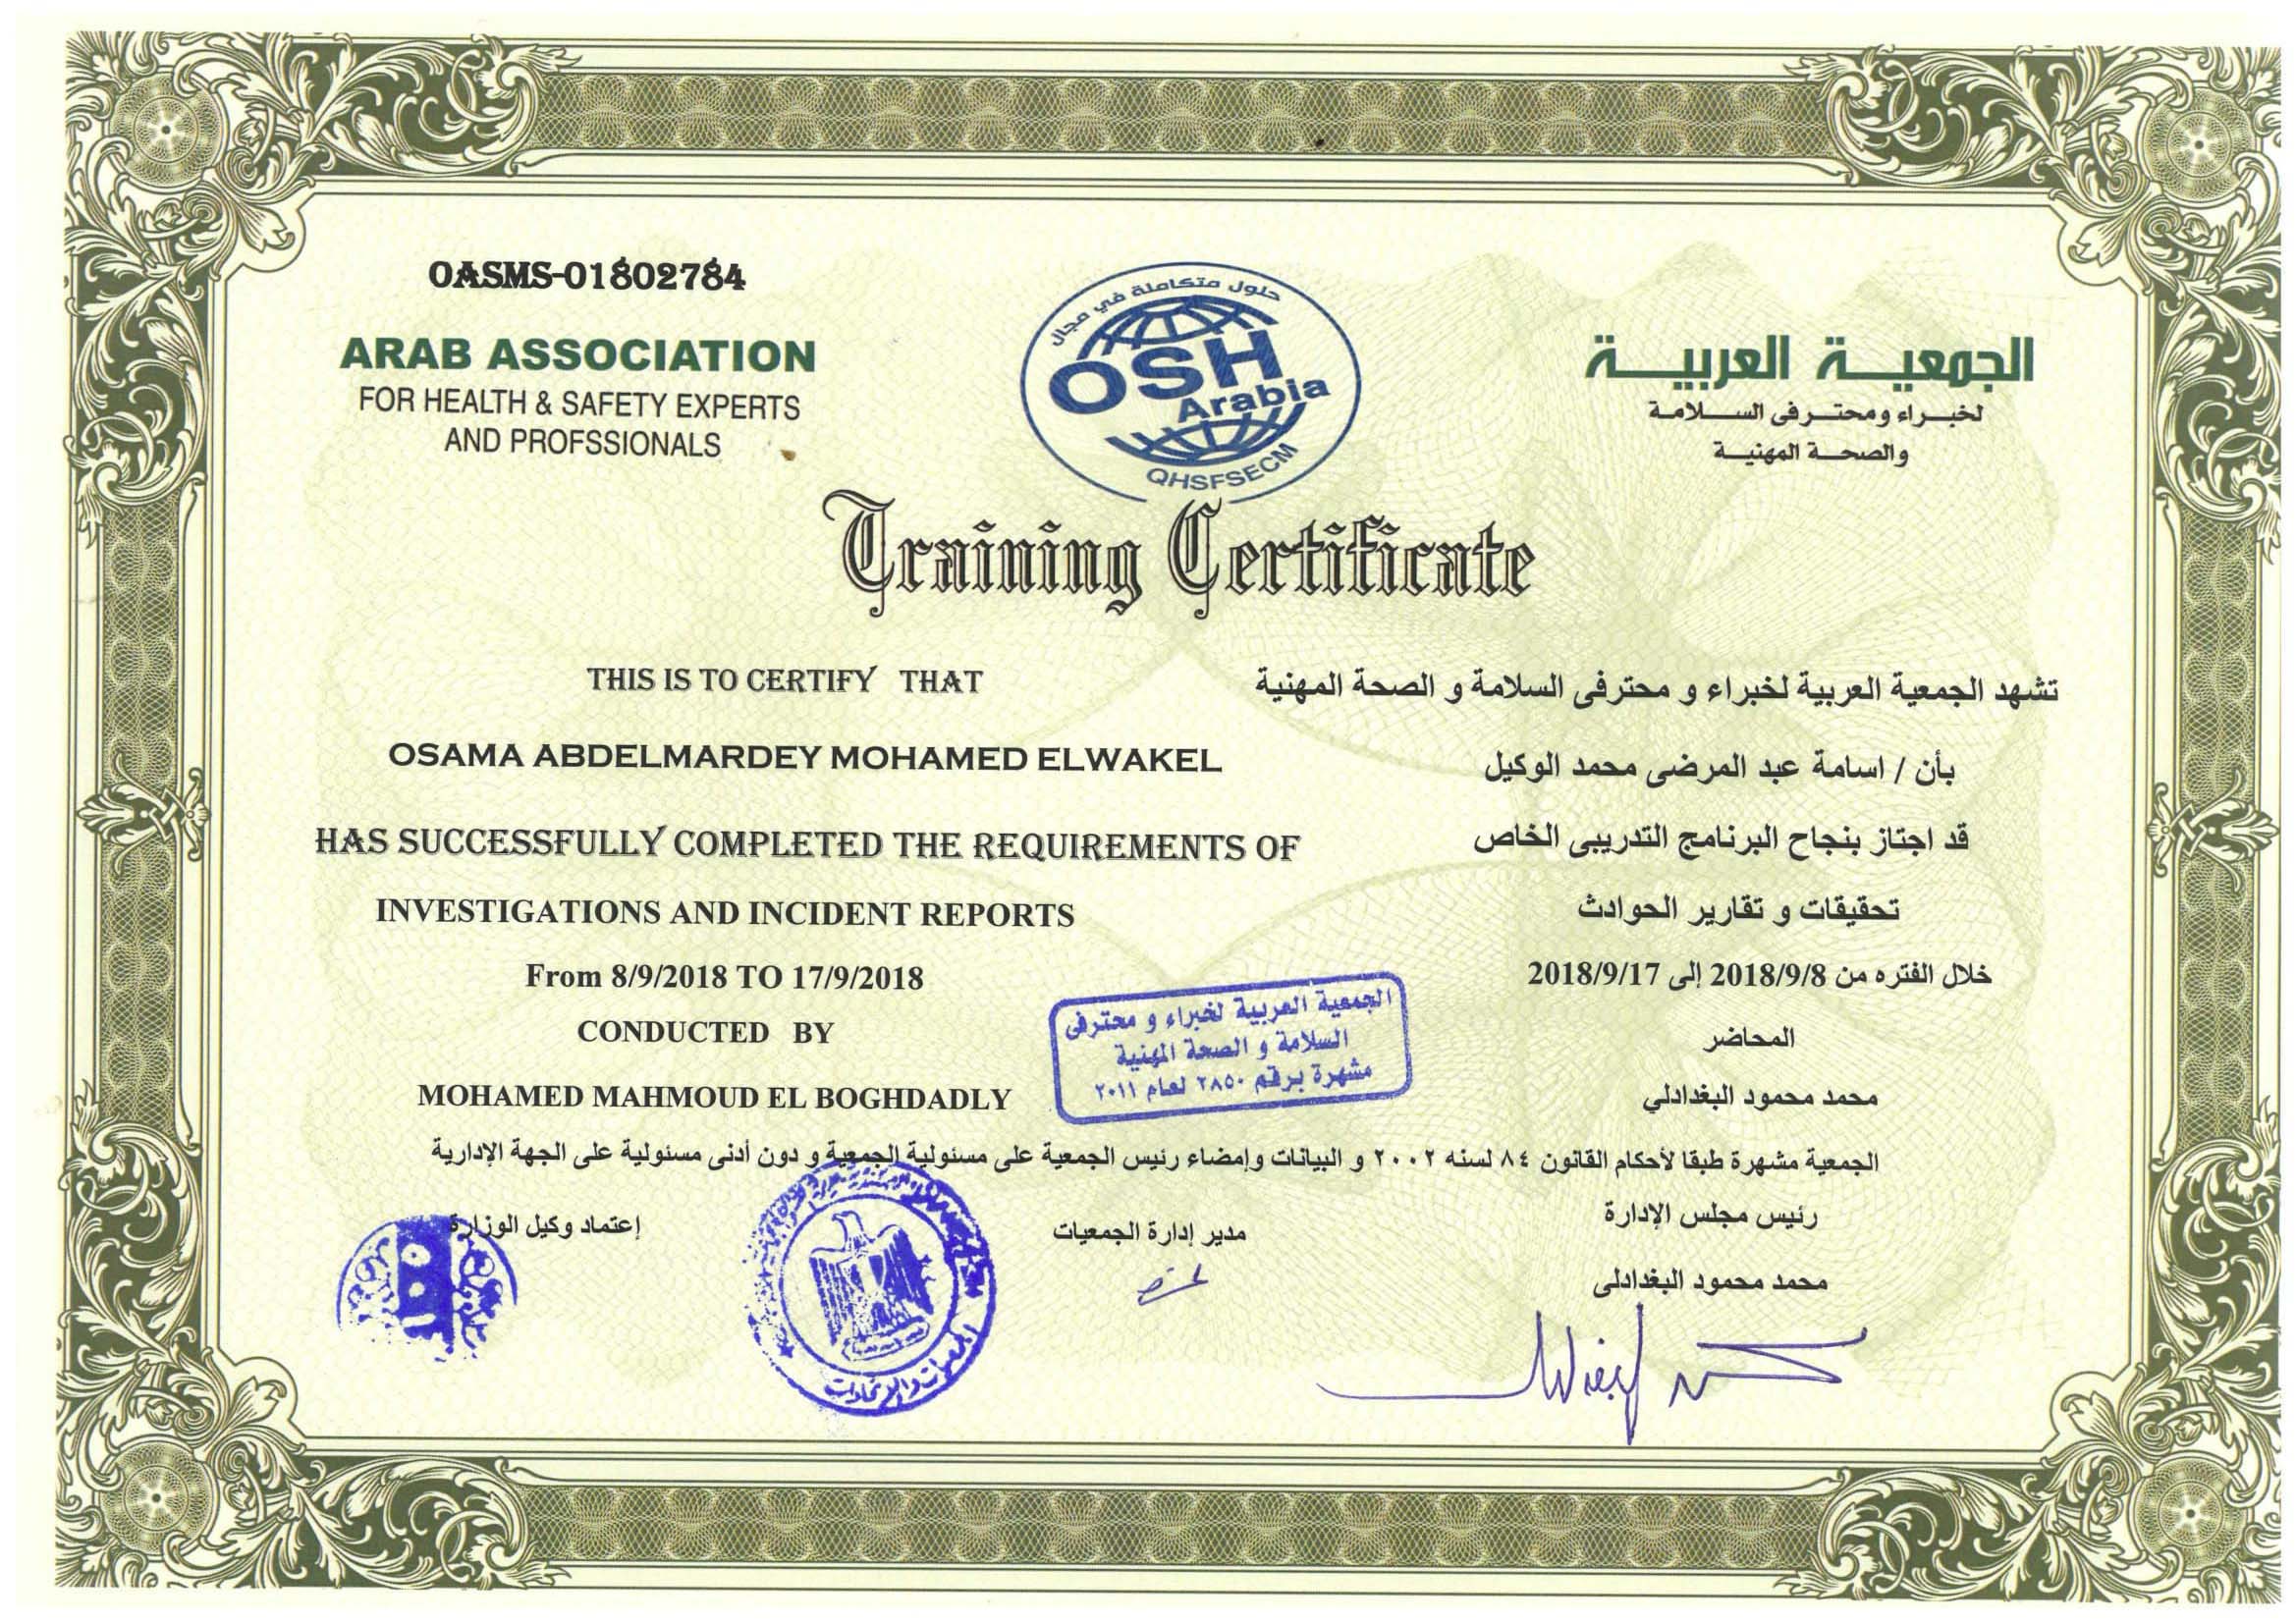 OASMS-01802784
ARAB ASSOCIATION
FOR HEALTH & SAFETY EXPERTS
AND PROFSSIONALS
حلول متكاملة في مجال
OSH
Arabia
QHSFSECM
الجمعية العربية
لخبراء ومحترفى السلامة
والصحة المهنية
Training Certificate
THIS IS TO CERTIFY THAT
OSAMA ABDELMARDEY MOHAMED ELWAKEL
HAS SUCCESSFULLY COMPLETED THE REQUIREMENTS OF
INVESTIGATIONS AND INCIDENT REPORTS
From 8/9/2018 TO 17/9/2018
CONDUCTED BY
MOHAMED MAHMOUD EL BOGHDADLY
تشهد الجمعية العربية لخبراء و محترفى السلامة و الصحة المهنية
بأن / اسامة عبد المرضى محمد الوكيل
قد اجتاز بنجاح البرنامج التدريبى الخاص
تحقيقات و تقارير الحوادث
خلال الفتره من 2018/9/8 إلى 2018/9/17
المحاضر
محمد محمود البغدادلي
الجمعية العربية لخبراء و محترفى
السلامة و الصحة المهنية
مشهرة برقم ٢٨٥٠ لعام ٢٠١١
الجمعية مشهرة طبقا لأحكام القانون ٨٤ لسنه ٢٠٠٢ و البيانات وإمضاء رئيس الجمعية على مسئولية الجمعية و دون أدنى مسئولية على الجهة الإدارية
رئيس مجلس الإدارة
محمد محمود البغدادلى
مدير إدارة الجمعيات
إعتماد وكيل الوزارة